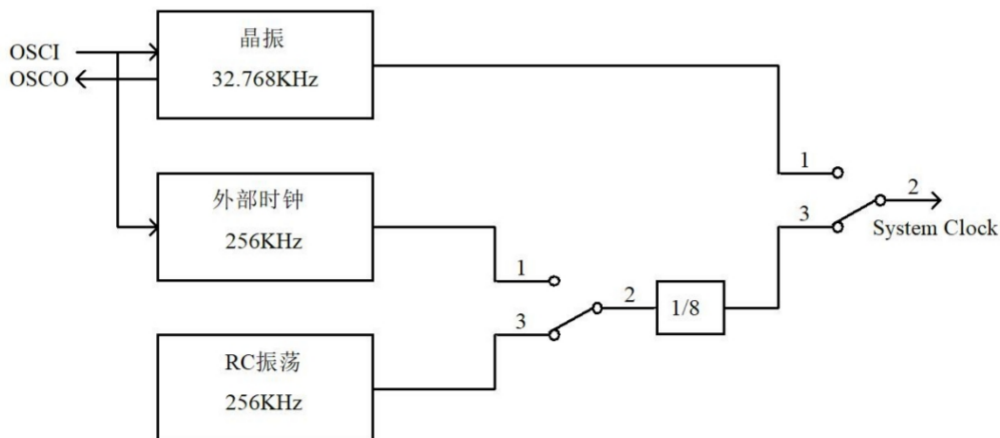 OSCI
OSCO
晶振
32.768KHz
外部时钟
256KHz
RC振荡
256KHz
1
3
2
1/8
1
3
2
System Clock